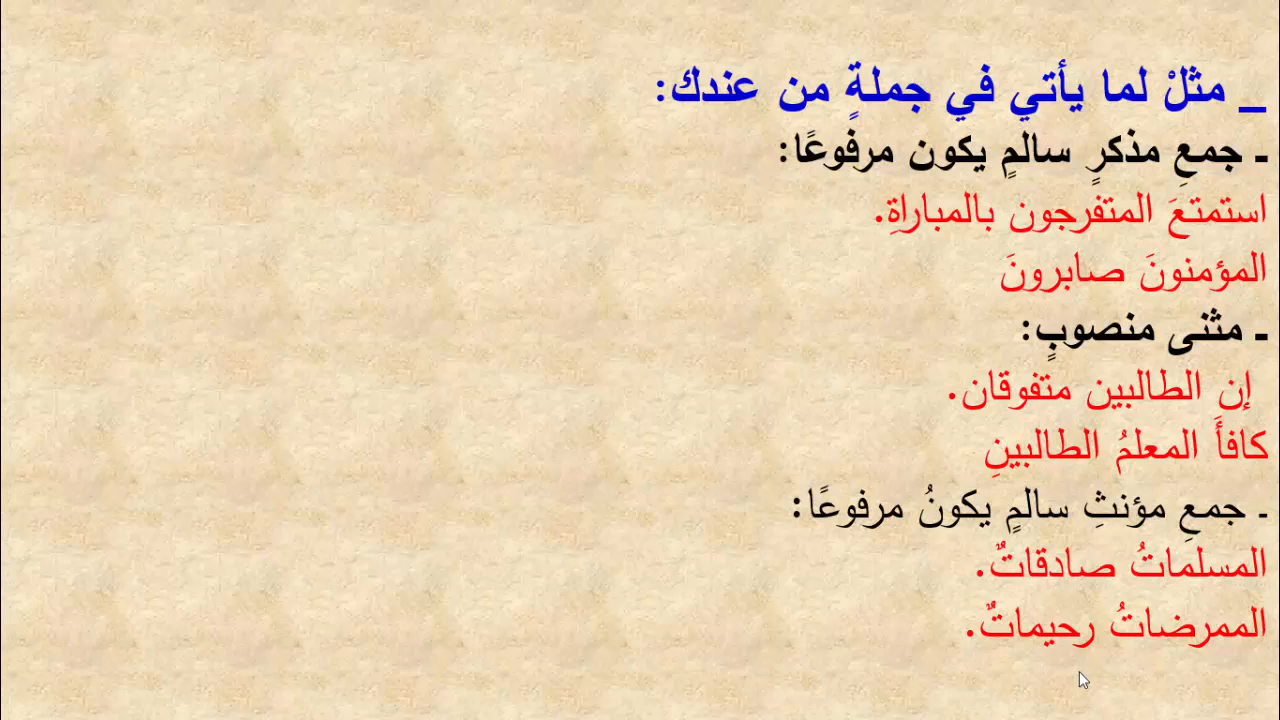 _ مثلْ لما يأتي في جملةٍ من عندك:
ـ جمعِ مذكرٍ سالمٍ يكون مرفوعًا:
استمتعَ المتفرجون بالمباراةِ.
المؤمنونَ صابرونَ
ـ مثنى منصوبٍ:
إن الطالبين متفوقان.
كافأَ المعلمُ الطالبينِ
ـ جمعِ مؤنثِ سالمٍ يكونُ مرفوعًا:
المسلماتُ صادقاتٌ.
الممرضاتُ رحيماتٌ.